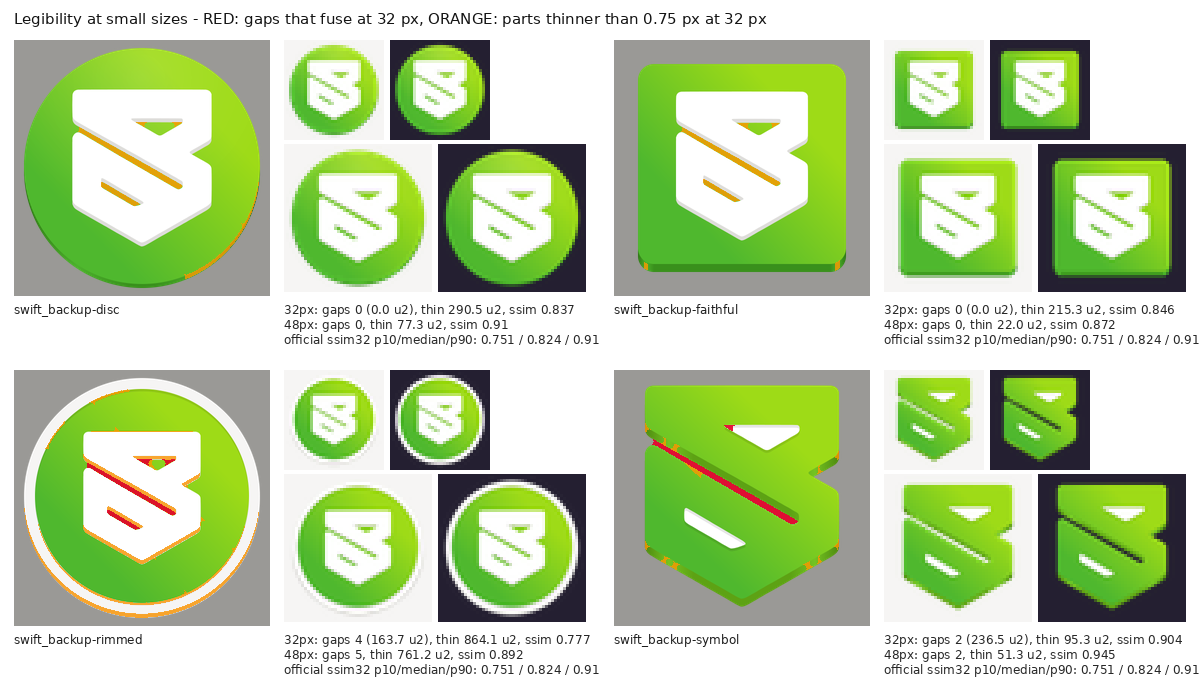 Legibility at small sizes - RED: gaps that fuse at 32 px, ORANGE: parts thinner than 0.75 px at 32 px
swift_backup-disc
32px: gaps 0 (0.0 u2), thin 290.5 u2, ssim 0.837
48px: gaps 0, thin 77.3 u2, ssim 0.91
official ssim32 p10/median/p90: 0.751 / 0.824 / 0.91
swift_backup-faithful
32px: gaps 0 (0.0 u2), thin 215.3 u2, ssim 0.846
48px: gaps 0, thin 22.0 u2, ssim 0.872
official ssim32 p10/median/p90: 0.751 / 0.824 / 0.91
swift_backup-rimmed
32px: gaps 4 (163.7 u2), thin 864.1 u2, ssim 0.777
48px: gaps 5, thin 761.2 u2, ssim 0.892
official ssim32 p10/median/p90: 0.751 / 0.824 / 0.91
swift_backup-symbol
32px: gaps 2 (236.5 u2), thin 95.3 u2, ssim 0.904
48px: gaps 2, thin 51.3 u2, ssim 0.945
official ssim32 p10/median/p90: 0.751 / 0.824 / 0.91